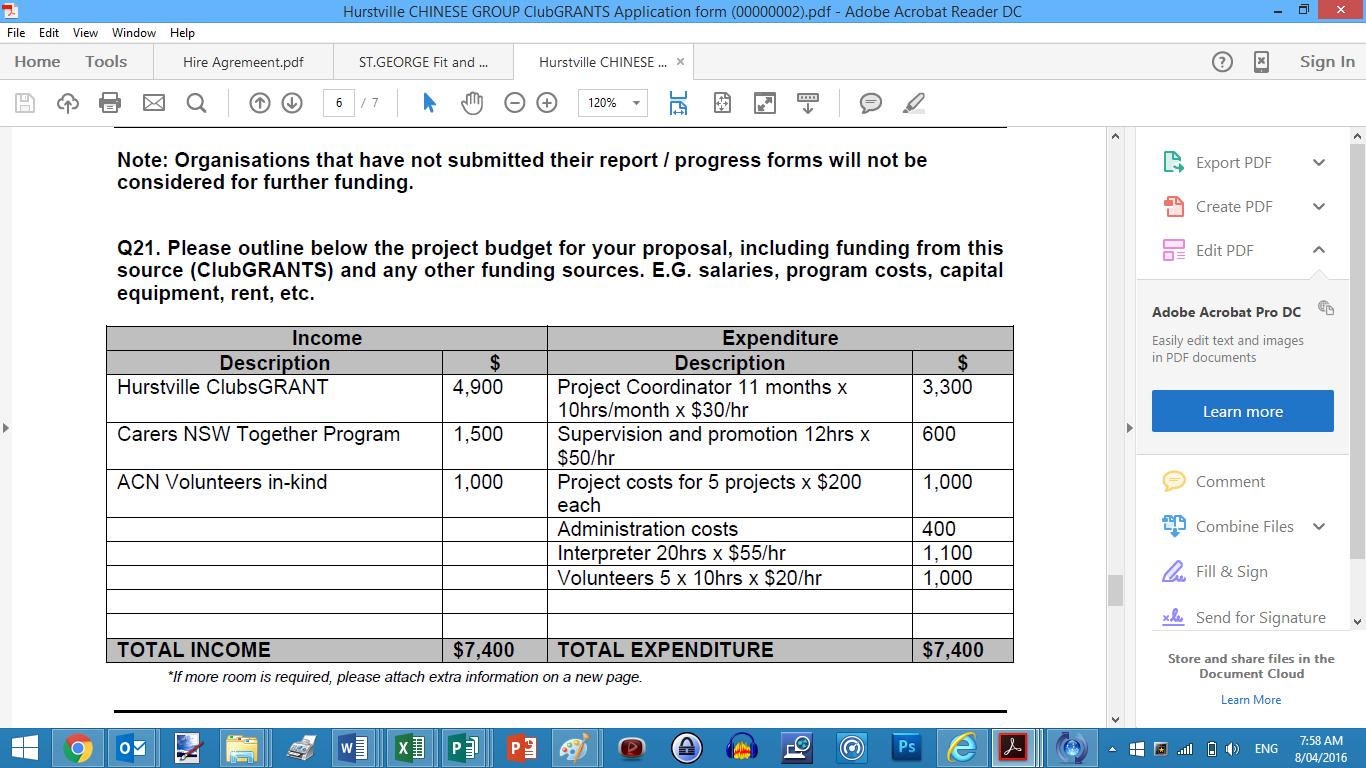 Hurstville CHINESE GROUP ClubGRANTS Application form (00000002).pdf - Adobe Acrobat Reader DC
File Edit View Window Help
Home Tools Hire Agremeent.pdf ST.GEORGE Fit and ... Hurstville CHINESE ... × Sign In
6 / 7 120%
Note: Organisations that have not submitted their report / progress forms will not be
considered for further funding.
Q21. Please outline below the project budget for your proposal, including funding from this
source (ClubGRANTS) and any other funding sources. E.G. salaries, program costs, capital
equipment, rent, etc.
Income Expenditure
Description $ Description $
Hurstville ClubsGRANT 4,900 Project Coordinator 11 months x 3,300
10hrs/month x $30/hr
Carers NSW Together Program 1,500 Supervision and promotion 12hrs x 600
$50/hr
ACN Volunteers in-kind 1,000 Project costs for 5 projects x $200 1,000
each
Administration costs 400
Interpreter 20hrs x $55/hr 1,100
Volunteers 5 x 10hrs x $20/hr 1,000
TOTAL INCOME $7,400 TOTAL EXPENDITURE $7,400
*If more room is required, please attach extra information on a new page.
Export PDF
Create PDF
Edit PDF
Adobe Acrobat Pro DC
Easily edit text and images
in PDF documents
Learn more
Comment
Combine Files
Fill & Sign
Send for Signature
Store and share files in the
Document Cloud
Learn More
Ps ENG 7:58 AM
8/04/2016